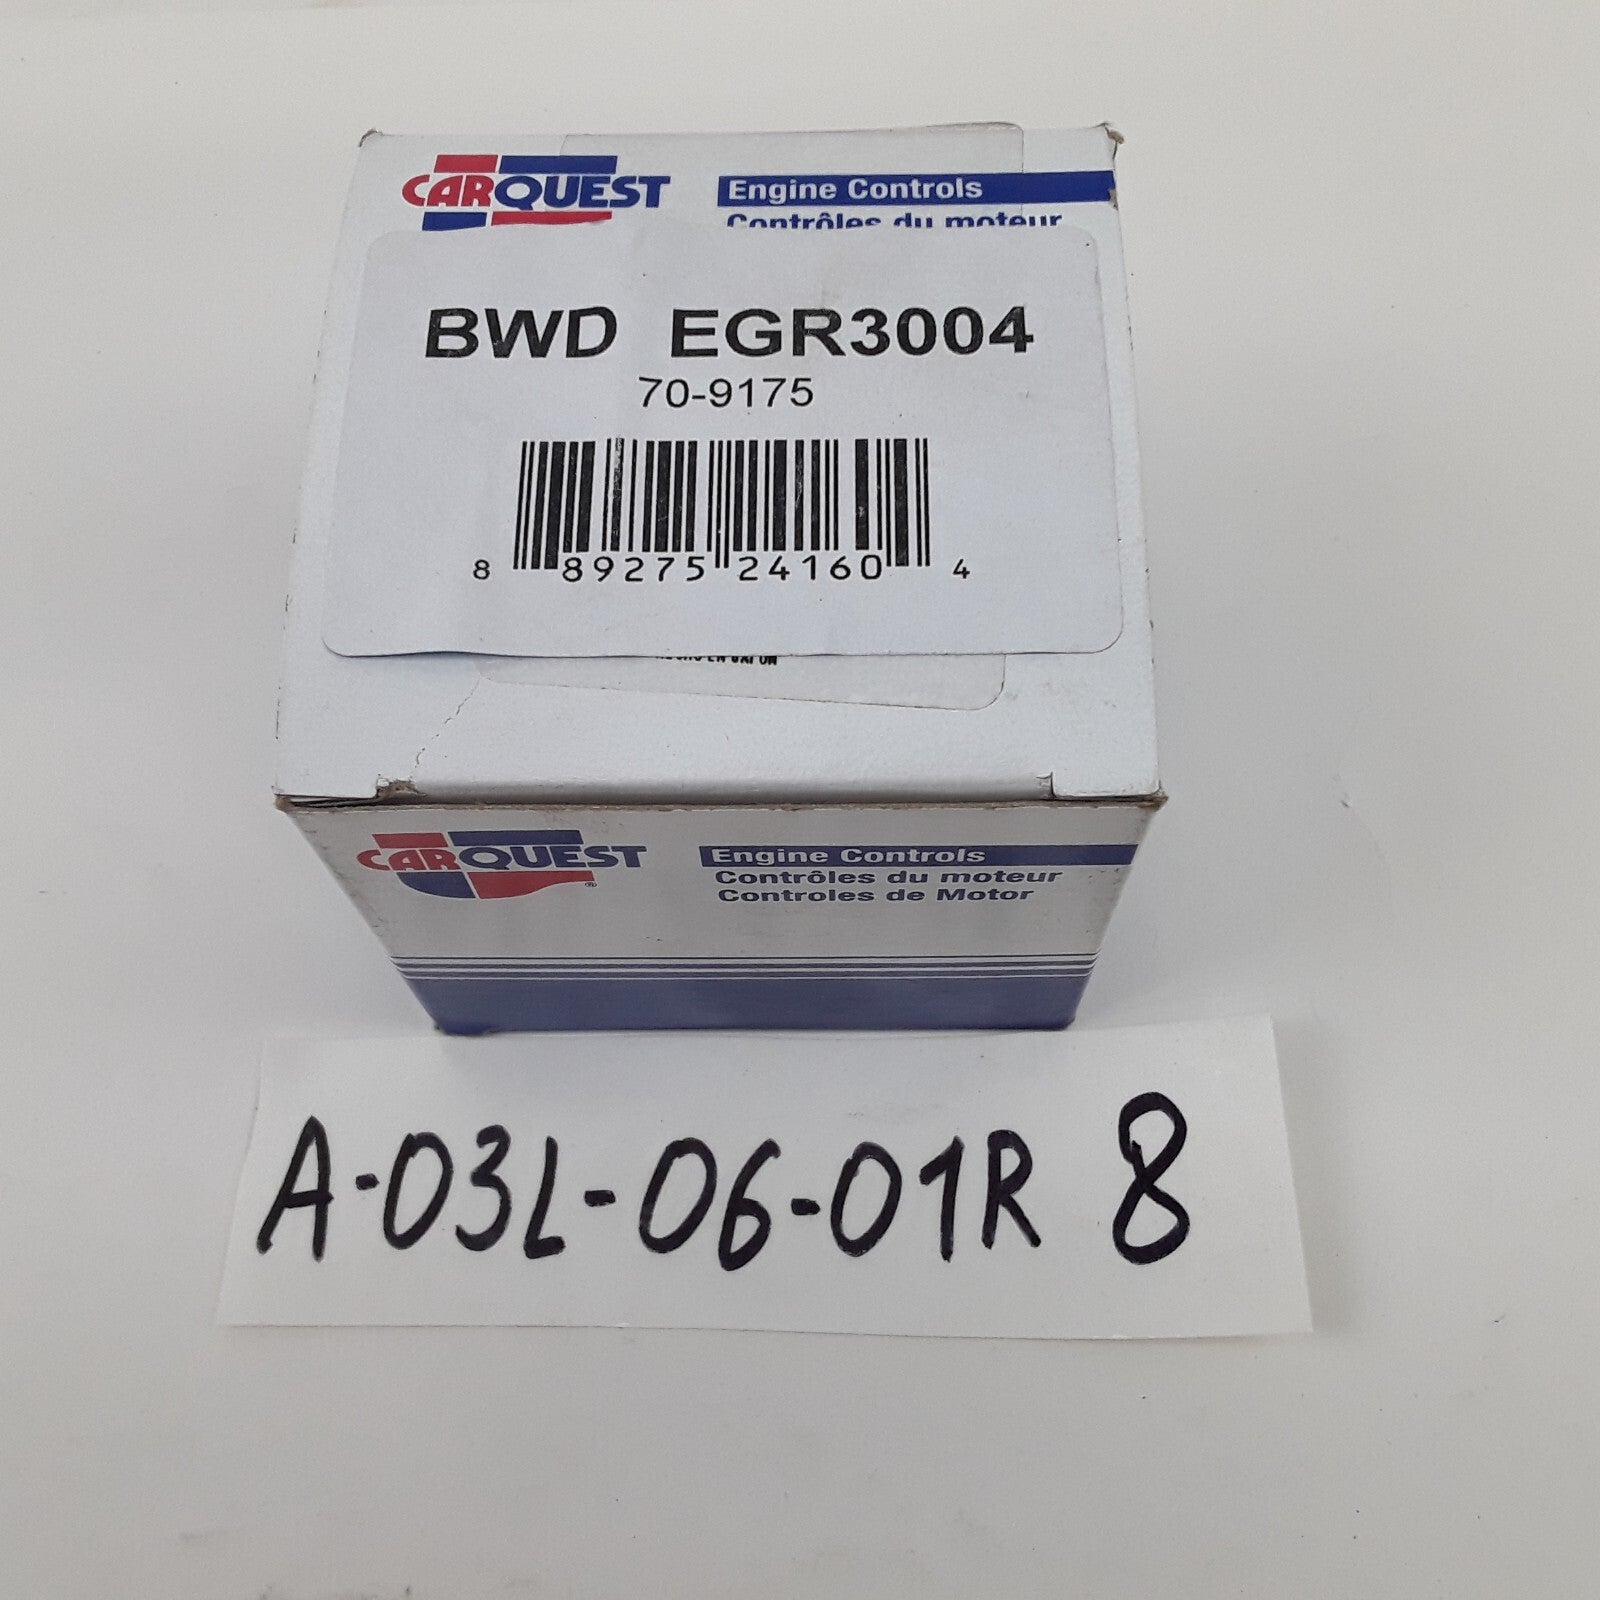 CARQUEST
Engine Controls
Contrôles du moteur
BWD EGR3004
70-9175
8 89275 24160 4
CARQUEST ®
Engine Controls
Contrôles du moteur
Controles de Motor
A-03L-06-01R 8